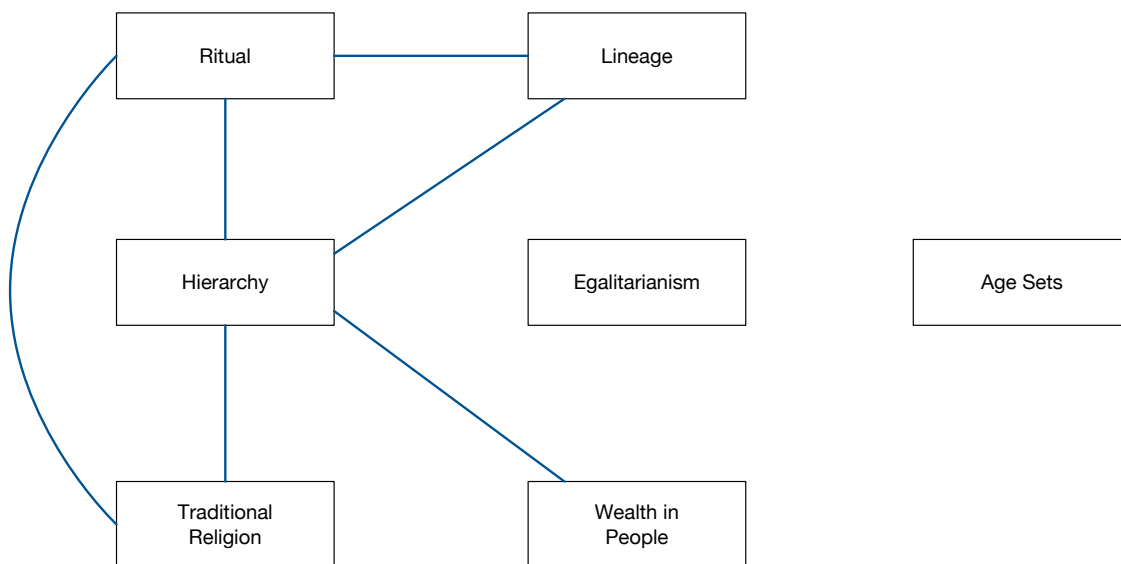 Ritual
Lineage
Hierarchy
Egalitarianism
Age Sets
Traditional
Religion
Wealth in
People